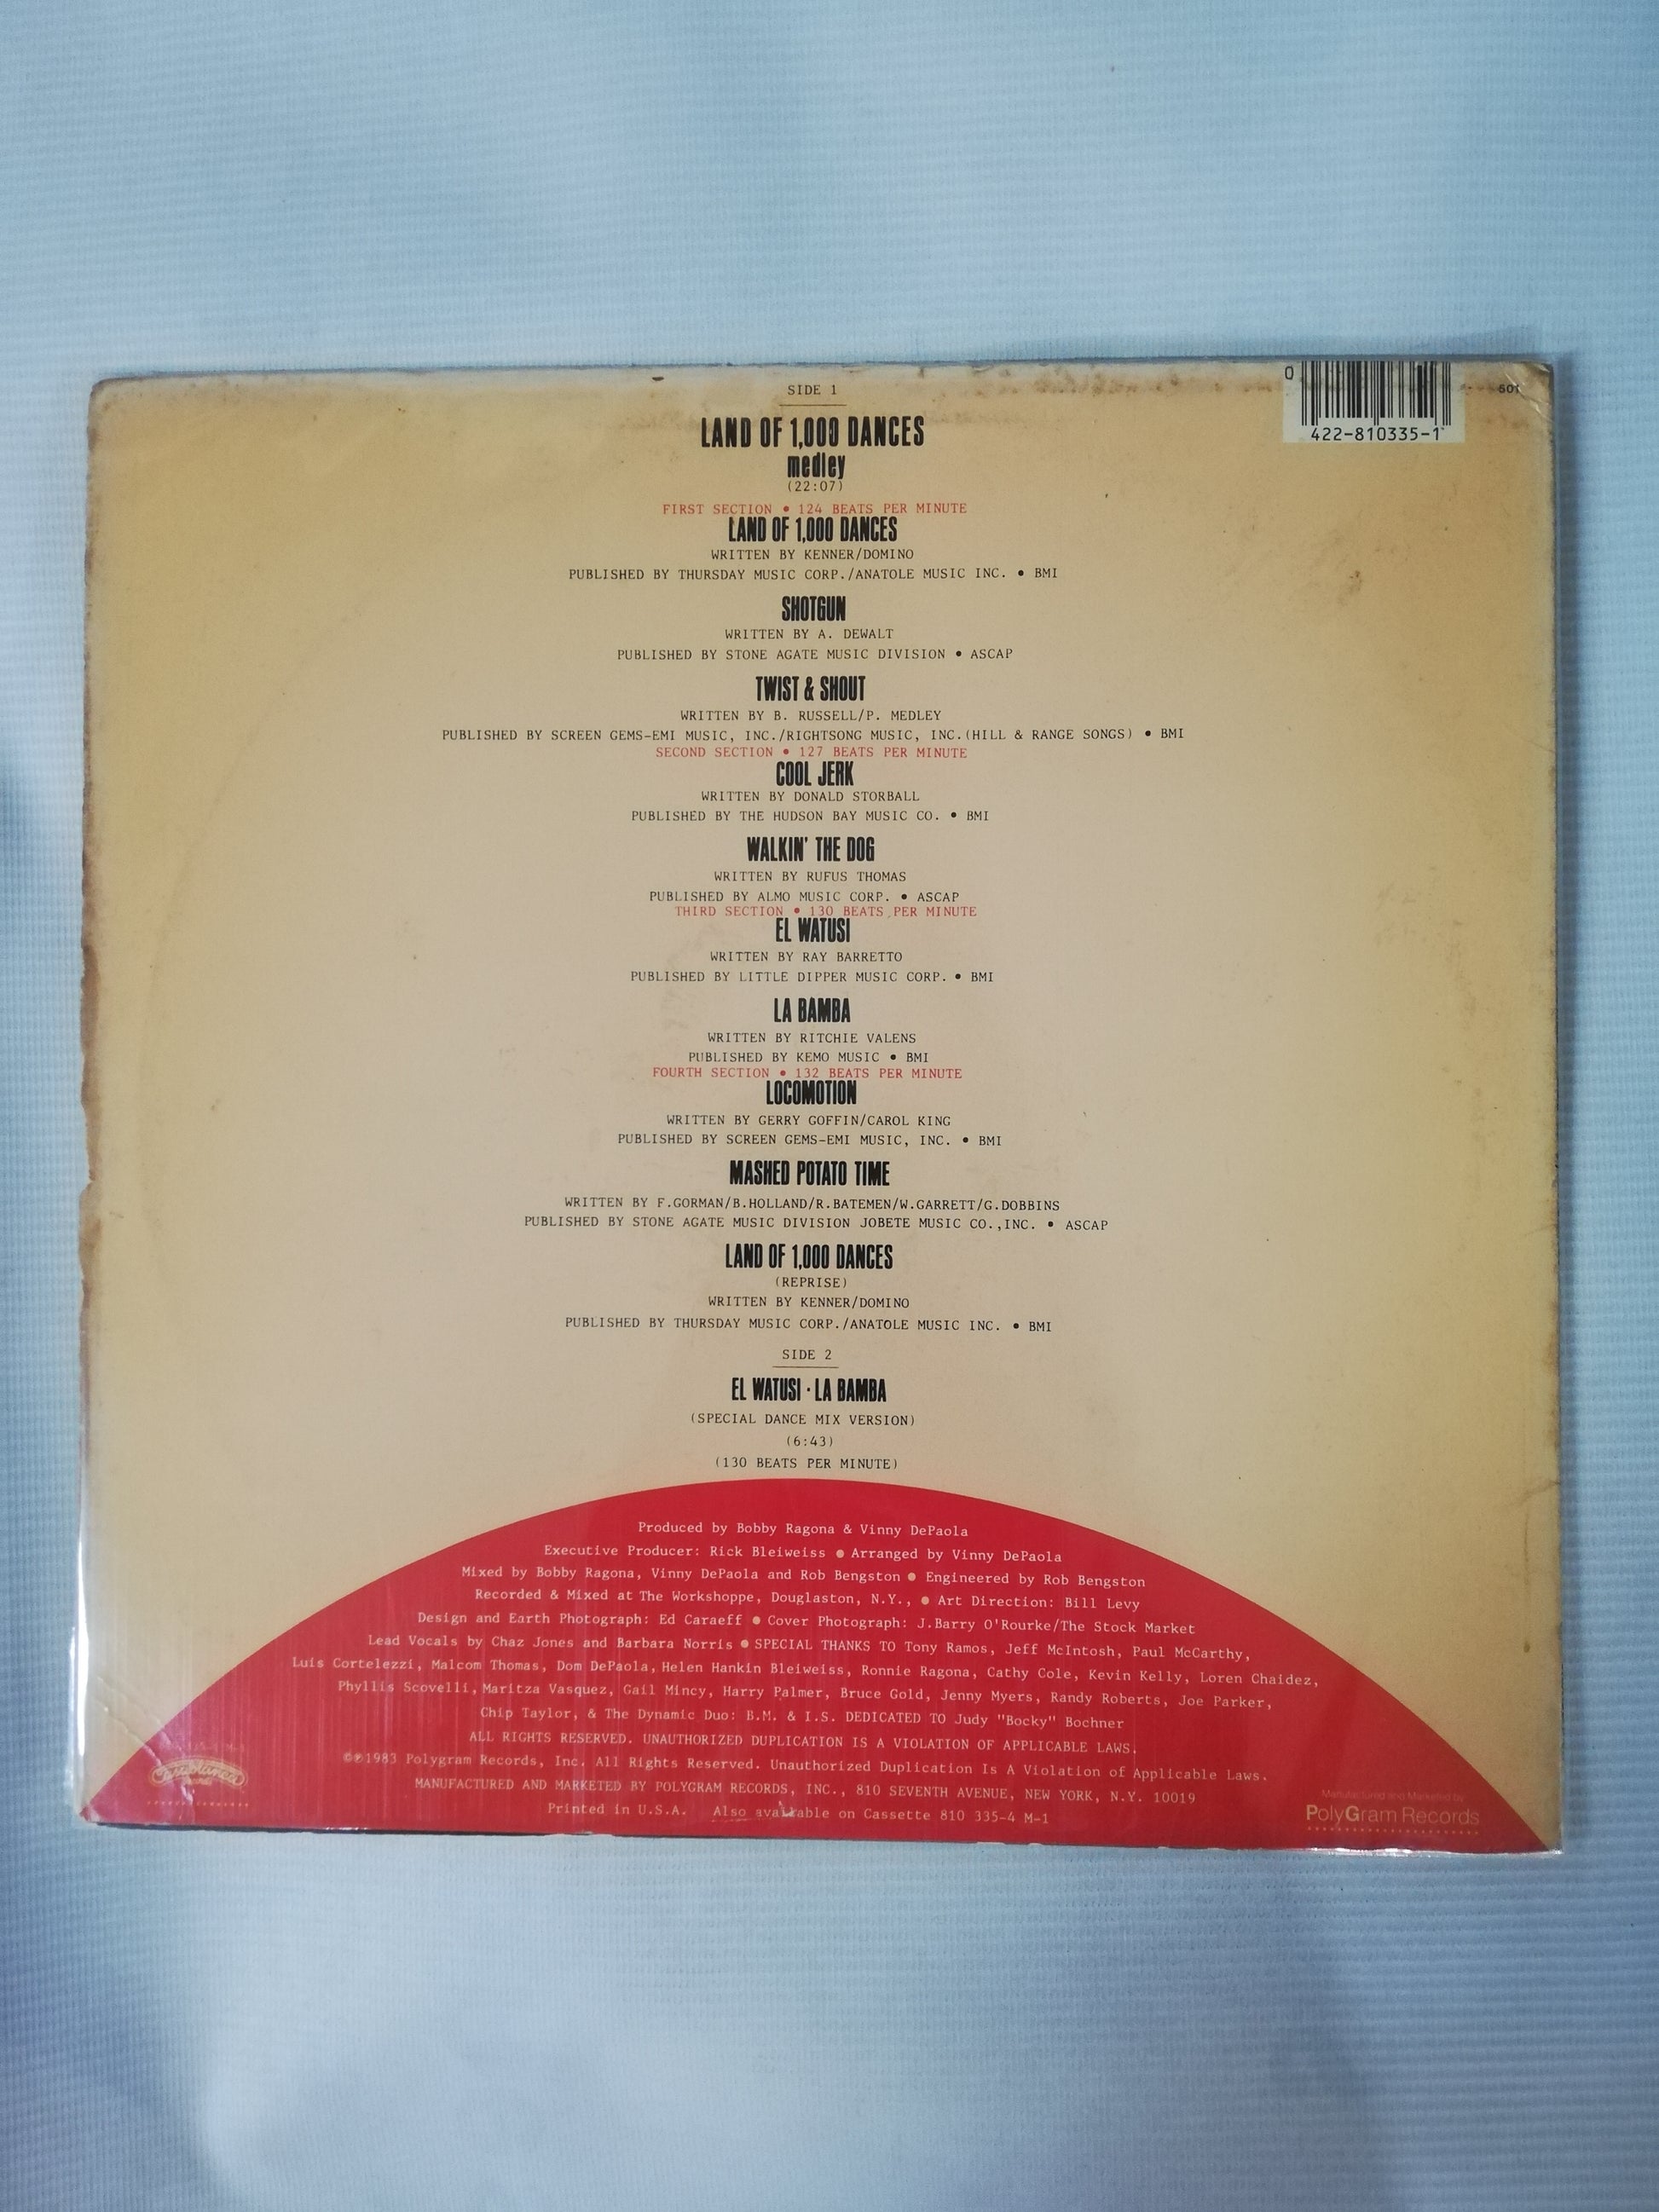 SIDE 1
0
422-810335-1
501
LAND OF 1,000 DANCES
medley
(22:07)
FIRST SECTION • 124 BEATS PER MINUTE
LAND OF 1,000 DANCES
WRITTEN BY KENNER/DOMINO
PUBLISHED BY THURSDAY MUSIC CORP./ANATOLE MUSIC INC. • BMI
SHOTGUN
WRITTEN BY A. DEWALT
PUBLISHED BY STONE AGATE MUSIC DIVISION • ASCAP
TWIST & SHOUT
WRITTEN BY B. RUSSELL/P. MEDLEY
PUBLISHED BY SCREEN GEMS-EMI MUSIC, INC./RIGHTSONG MUSIC, INC.(HILL & RANGE SONGS) • BMI
SECOND SECTION • 127 BEATS PER MINUTE
COOL JERK
WRITTEN BY DONALD STORBALL
PUBLISHED BY THE HUDSON BAY MUSIC CO. • BMI
WALKIN' THE DOG
WRITTEN BY RUFUS THOMAS
PUBLISHED BY ALMO MUSIC CORP. • ASCAP
THIRD SECTION • 130 BEATS PER MINUTE
EL WATUSI
WRITTEN BY RAY BARRETTO
PUBLISHED BY LITTLE DIPPER MUSIC CORP. • BMI
LA BAMBA
WRITTEN BY RITCHIE VALENS
PUBLISHED BY KEMO MUSIC • BMI
FOURTH SECTION • 132 BEATS PER MINUTE
LOCOMOTION
WRITTEN BY GERRY GOFFIN/CAROL KING
PUBLISHED BY SCREEN GEMS-EMI MUSIC, INC. • BMI
MASHED POTATO TIME
WRITTEN BY F.GORMAN/B.HOLLAND/R.BATEMEN/W.GARRETT/G.DOBBINS
PUBLISHED BY STONE AGATE MUSIC DIVISION JOBETE MUSIC CO.,INC. • ASCAP
LAND OF 1,000 DANCES
(REPRISE)
WRITTEN BY KENNER/DOMINO
PUBLISHED BY THURSDAY MUSIC CORP./ANATOLE MUSIC INC. • BMI
SIDE 2
EL WATUSI · LA BAMBA
(SPECIAL DANCE MIX VERSION)
(6:43)
(130 BEATS PER MINUTE)
Produced by Bobby Ragona & Vinny DePaola
Executive Producer: Rick Bleiweiss • Arranged by Vinny DePaola
Mixed by Bobby Ragona, Vinny DePaola and Rob Bengston • Engineered by Rob Bengston
Recorded & Mixed at The Workshoppe, Douglaston, N.Y., • Art Direction: Bill Levy
Design and Earth Photograph: Ed Caraeff • Cover Photograph: J.Barry O'Rourke/The Stock Market
Lead Vocals by Chaz Jones and Barbara Norris • SPECIAL THANKS TO Tony Ramos, Jeff McIntosh, Paul McCarthy,
Luis Cortelezzi, Malcom Thomas, Dom DePaola, Helen Hankin Bleiweiss, Ronnie Ragona, Cathy Cole, Kevin Kelly, Loren Chaidez,
Phyllis Scovelli, Maritza Vasquez, Gail Mincy, Harry Palmer, Bruce Gold, Jenny Myers, Randy Roberts, Joe Parker,
Chip Taylor, & The Dynamic Duo: B.M. & I.S. DEDICATED TO Judy "Bocky" Bochner
ALL RIGHTS RESERVED. UNAUTHORIZED DUPLICATION IS A VIOLATION OF APPLICABLE LAWS.
©℗1983 Polygram Records, Inc. All Rights Reserved. Unauthorized Duplication Is A Violation of Applicable Laws.
MANUFACTURED AND MARKETED BY POLYGRAM RECORDS, INC., 810 SEVENTH AVENUE, NEW YORK, N.Y. 10019
Printed in U.S.A. Also available on Cassette 810 335-4 M-1
Casablanca
Manufactured and Marketed by
PolyGram Records